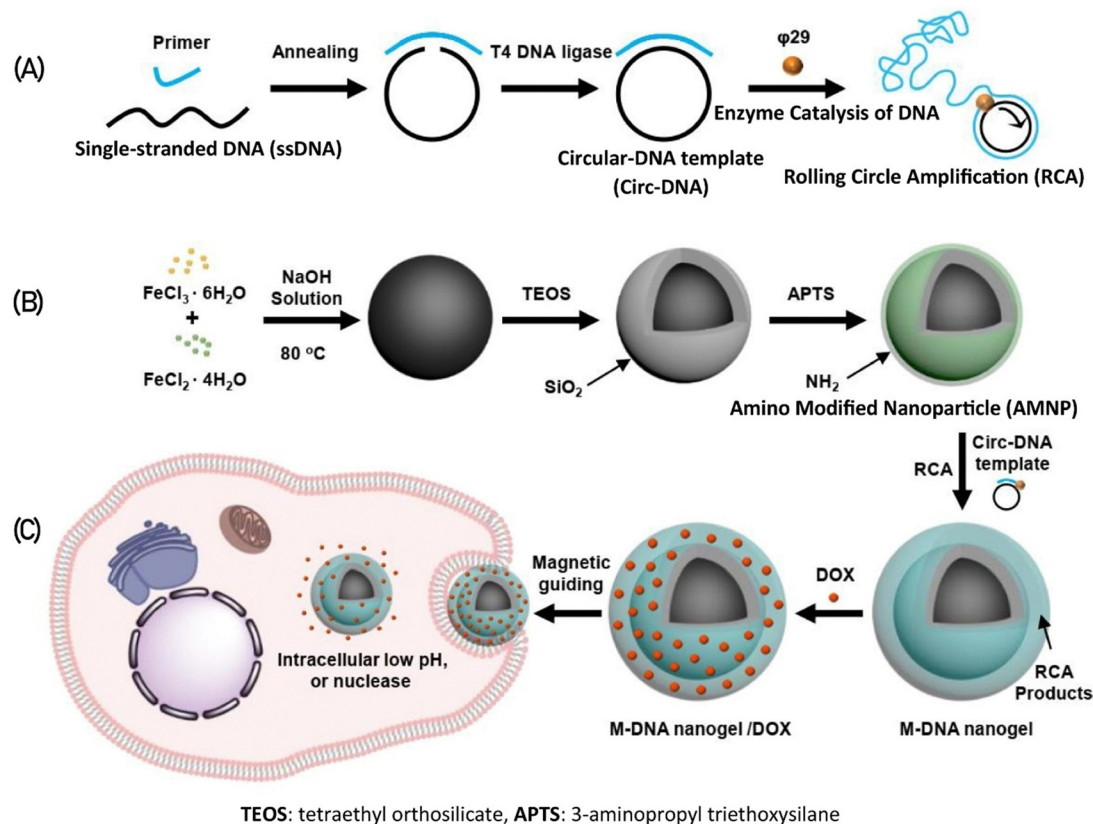 (A)
Primer
Single-stranded DNA (ssDNA)
Annealing
T4 DNA ligase
Circular-DNA template
(Circ-DNA)
φ29
Enzyme Catalysis of DNA
Rolling Circle Amplification (RCA)
(B)
FeCl₃ · 6H₂O
+
FeCl₂ · 4H₂O
NaOH
Solution
80 °C
TEOS
SiO₂
APTS
NH₂
Amino Modified Nanoparticle (AMNP)
RCA
Circ-DNA
template
(C)
Intracellular low pH,
or nuclease
Magnetic
guiding
M-DNA nanogel /DOX
DOX
RCA
Products
M-DNA nanogel
TEOS: tetraethyl orthosilicate, APTS: 3-aminopropyl triethoxysilane